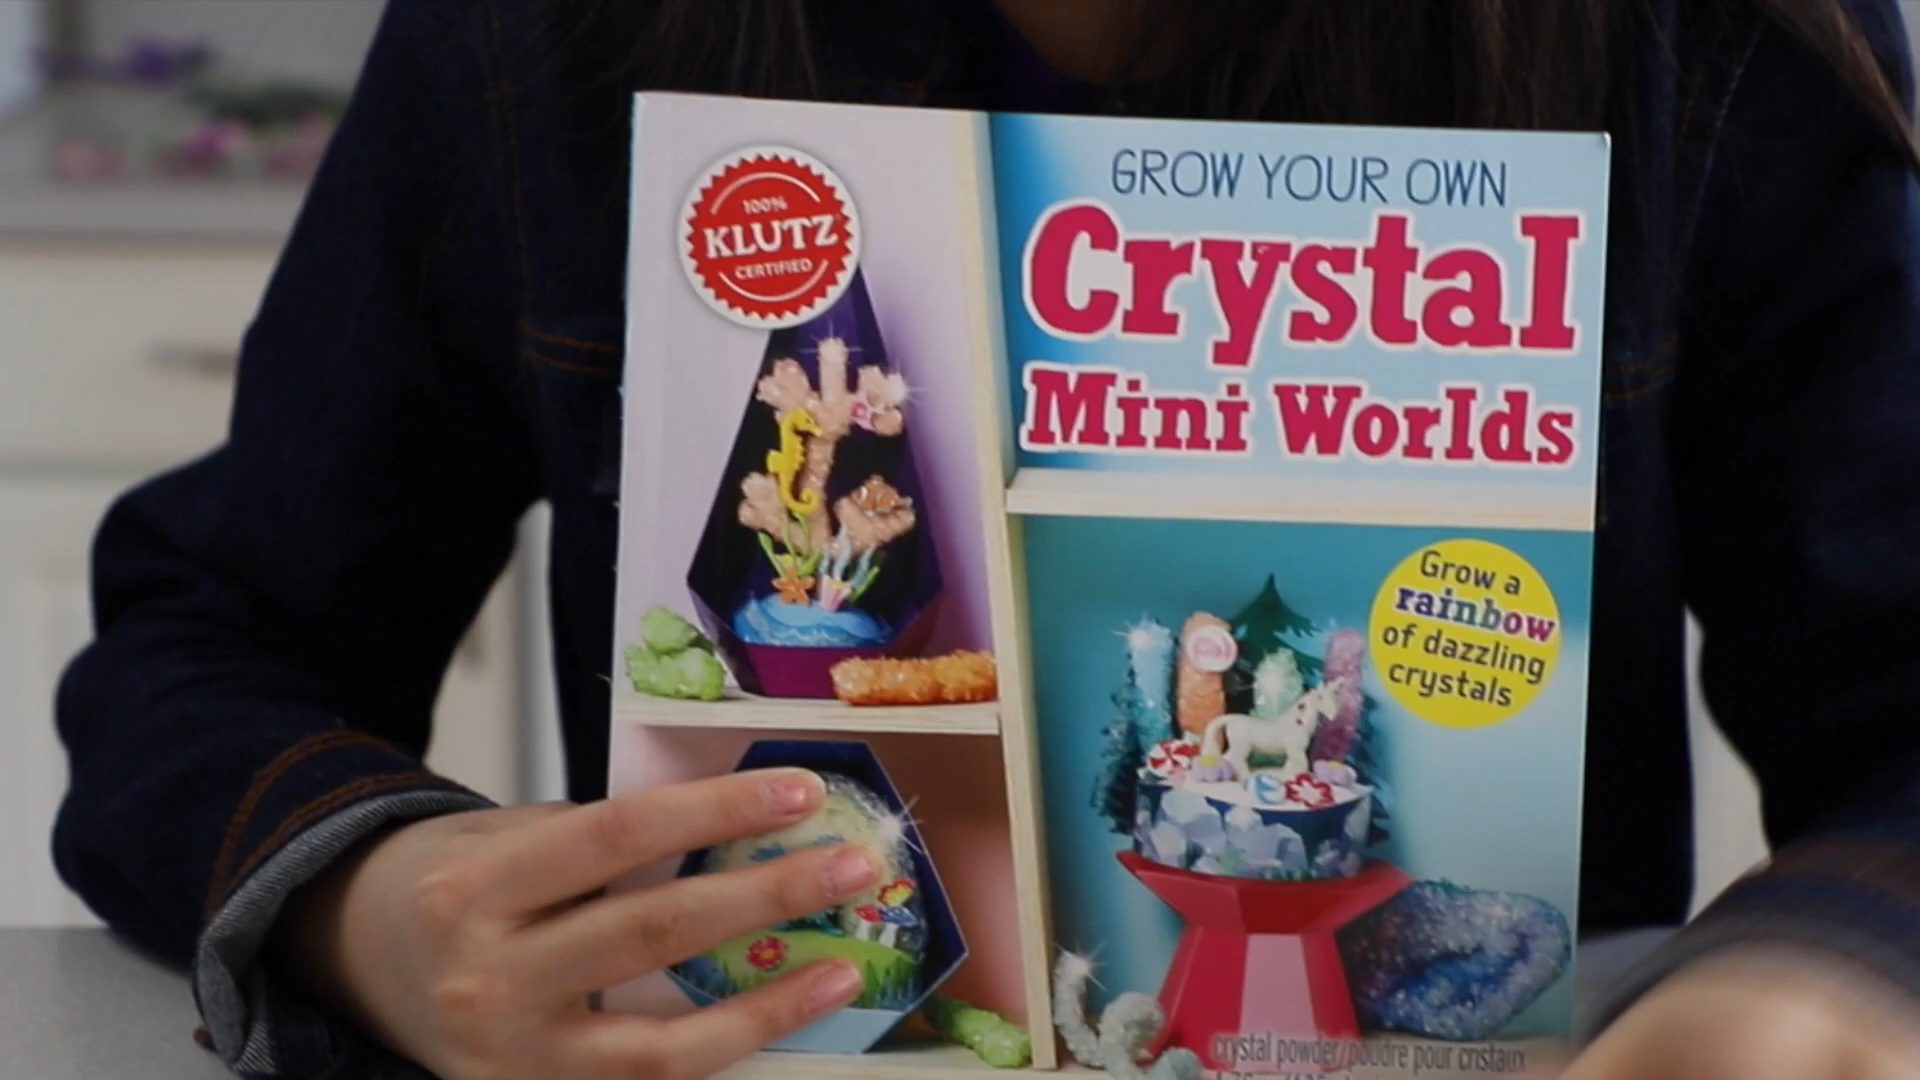 100%
KLUTZ
CERTIFIED
GROW YOUR OWN
Crystal
Mini Worlds
Grow a
rainbow
of dazzling
crystals
crystal powder/poudre pour cristaux